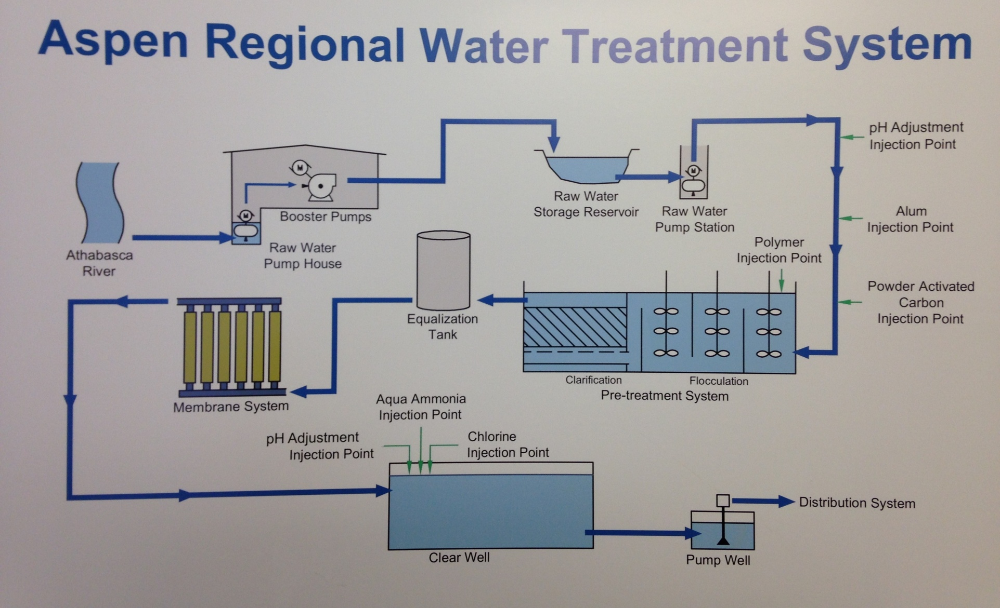 Aspen Regional Water Treatment System
pH Adjustment
Injection Point
M
Booster Pumps
M
Raw Water
Pump House
Athabasca
River
Raw Water
Storage Reservoir
M
Raw Water
Pump Station
Alum
Injection Point
Polymer
Injection Point
Powder Activated
Carbon
Injection Point
Equalization
Tank
Clarification
Flocculation
Pre-treatment System
Membrane System
Aqua Ammonia
Injection Point
pH Adjustment
Injection Point
Chlorine
Injection Point
Clear Well
Distribution System
Pump Well